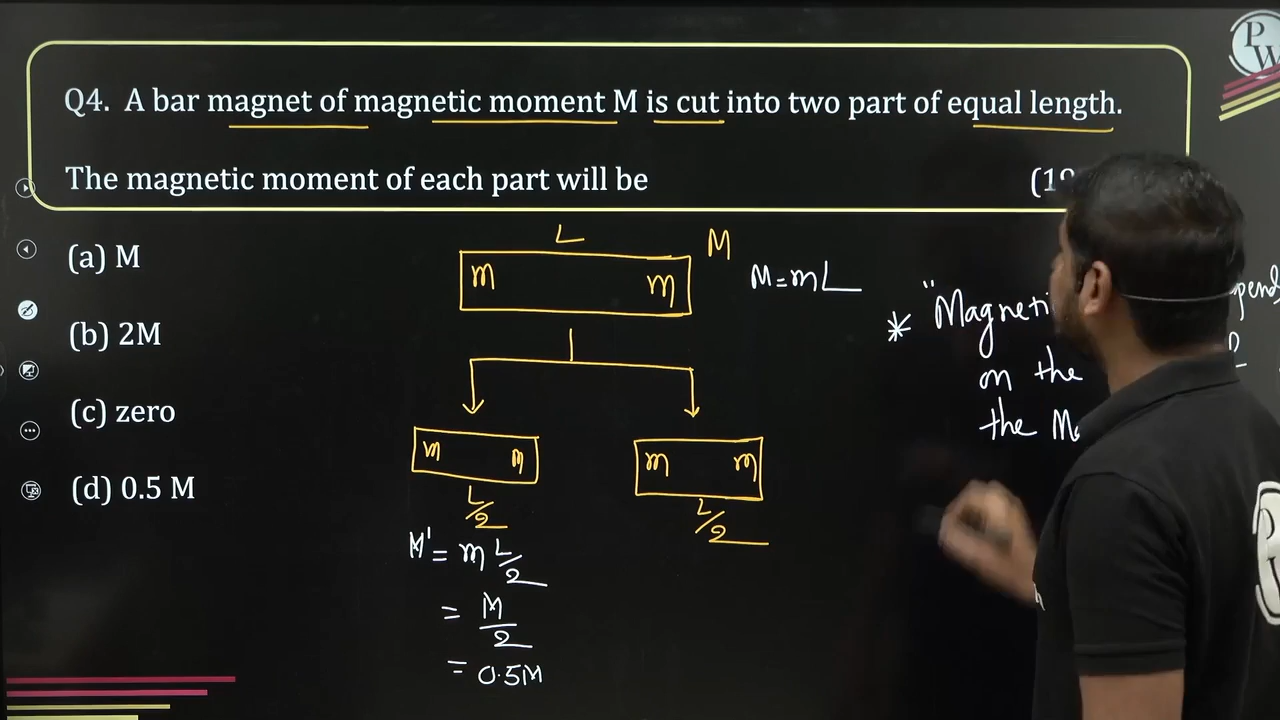 Q4. A bar magnet of magnetic moment M is cut into two part of equal length.
The magnetic moment of each part will be
(a) M
(b) 2M
(c) zero
(d) 0.5 M
L
M
m m
M=mL
m m
m m
L/2
L/2
M'= m L/2
= M/2
= 0.5M
* "
on the
the
P
W